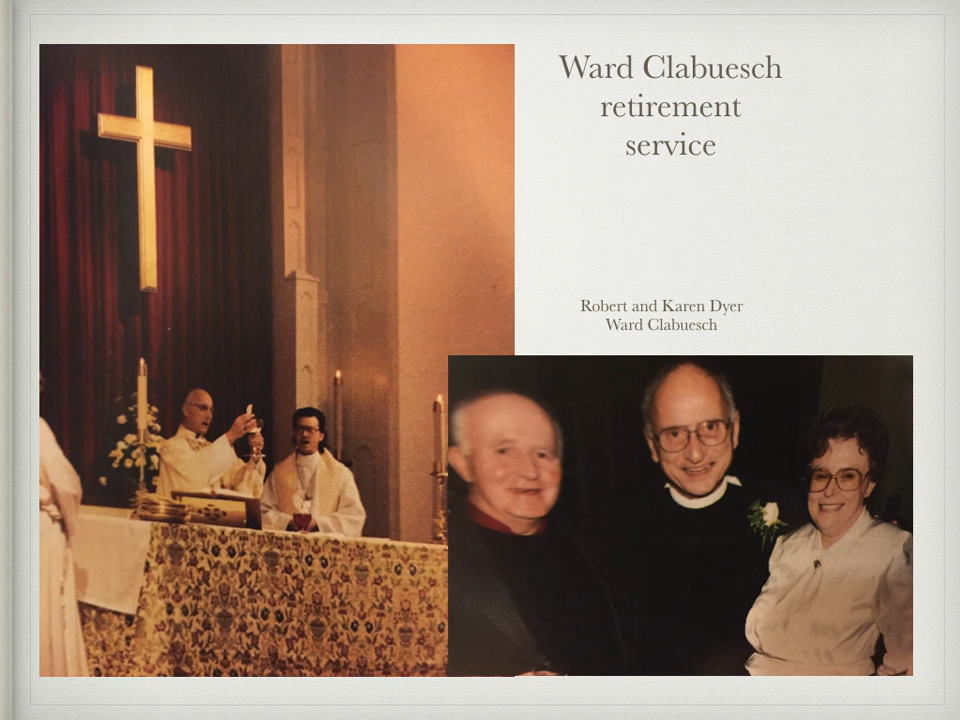 Ward Clabuesch
retirement
service
Robert and Karen Dyer
Ward Clabuesch